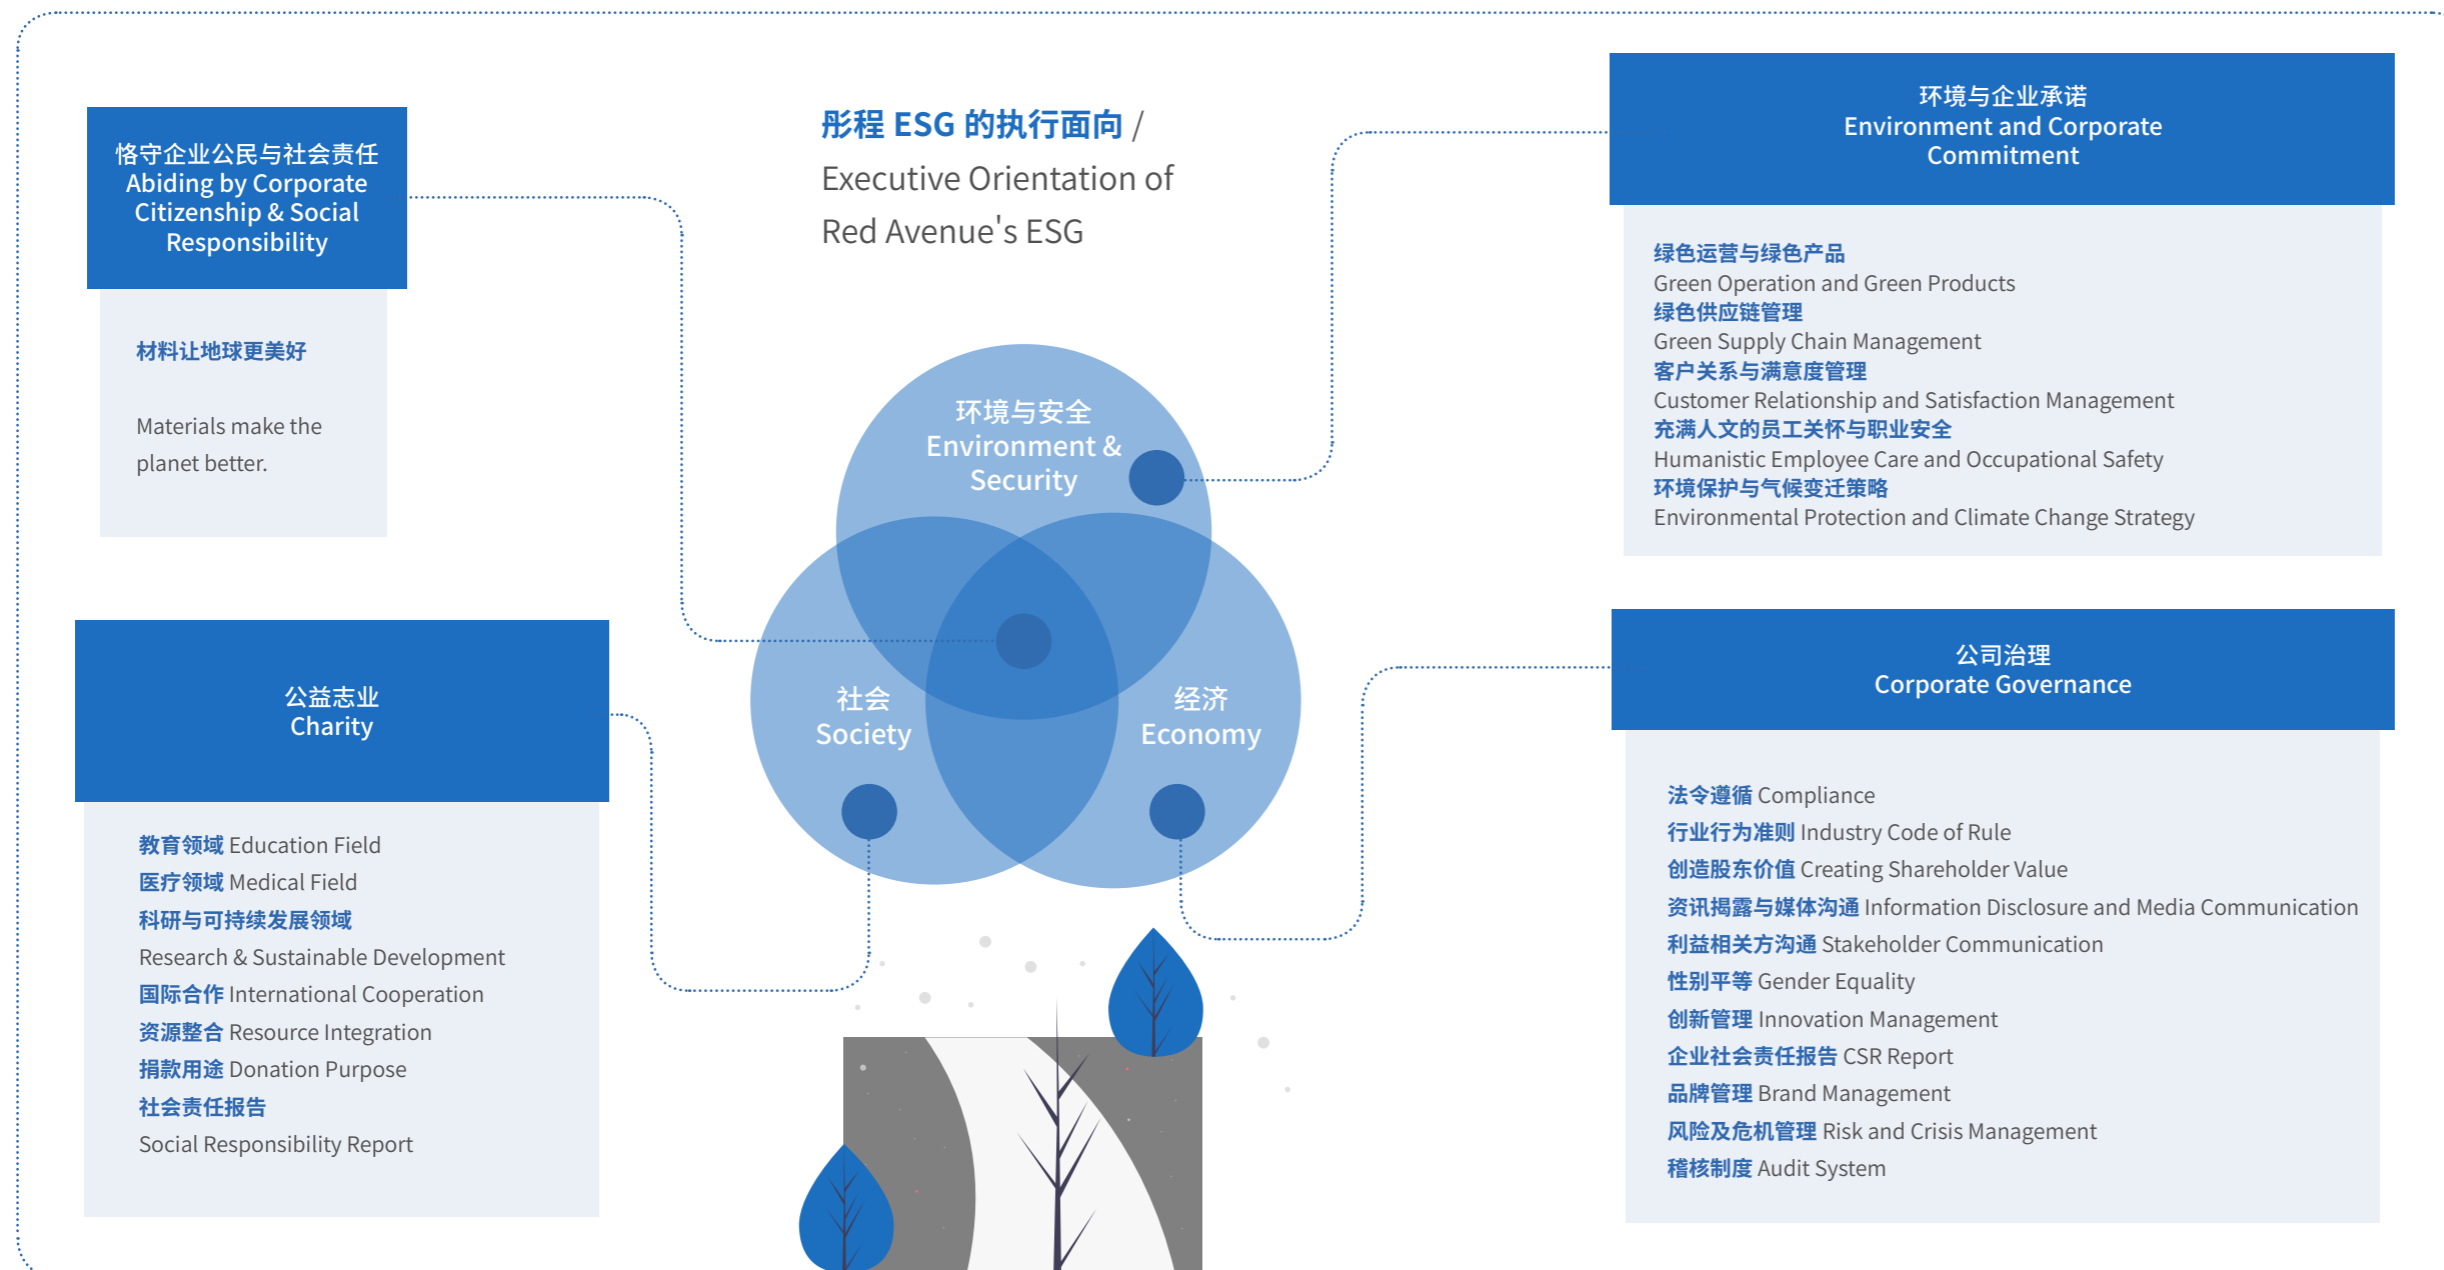 彤程 ESG 的执行面向 /
Executive Orientation of
Red Avenue's ESG
恪守企业公民与社会责任
Abiding by Corporate
Citizenship & Social
Responsibility
材料让地球更美好
Materials make the
planet better.
公益志业
Charity
教育领域 Education Field
医疗领域 Medical Field
科研与可持续发展领域
Research & Sustainable Development
国际合作 International Cooperation
资源整合 Resource Integration
捐款用途 Donation Purpose
社会责任报告
Social Responsibility Report
环境与安全
Environment &
Security
社会
Society
经济
Economy
环境与企业承诺
Environment and Corporate
Commitment
绿色运营与绿色产品
Green Operation and Green Products
绿色供应链管理
Green Supply Chain Management
客户关系与满意度管理
Customer Relationship and Satisfaction Management
充满人文的员工关怀与职业安全
Humanistic Employee Care and Occupational Safety
环境保护与气候变迁策略
Environmental Protection and Climate Change Strategy
公司治理
Corporate Governance
法令遵循 Compliance
行业行为准则 Industry Code of Rule
创造股东价值 Creating Shareholder Value
资讯揭露与媒体沟通 Information Disclosure and Media Communication
利益相关方沟通 Stakeholder Communication
性别平等 Gender Equality
创新管理 Innovation Management
企业社会责任报告 CSR Report
品牌管理 Brand Management
风险及危机管理 Risk and Crisis Management
稽核制度 Audit System